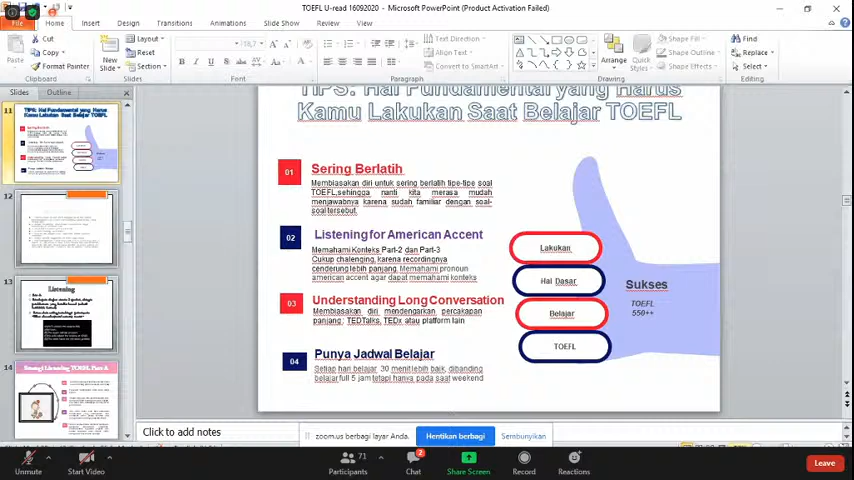 TOEFL U-read 16092020 - Microsoft PowerPoint (Product Activation Failed)
File Home Insert Design Transitions Animations Slide Show Review View
Cut
Copy
Format Painter
Paste
Clipboard
New Slide
Layout
Reset
Section
Slides
Font
Text Direction
Align Text
Convert to SmartArt
Paragraph
Arrange
Quick Styles
Shape Fill
Shape Outline
Shape Effects
Drawing
Find
Replace
Select
Editing
Slides Outline
11
12
13
Listening
14
TIPS: Hal Fundamental yang Harus
Kamu Lakukan Saat Belajar TOEFL
01
Sering Berlatih
Membiasakan diri untuk sering berlatih tipe-tipe soal
TOEFL,sehingga nanti kita merasa mudah
menjawabnya karena sudah familiar dengan soal-
soal tersebut.
02
Listening for American Accent
Memahami Konteks Part-2 dan Part-3
Cukup chalenging, karena recordingnya
cenderung lebih panjang. Memahami pronoun
american accent agar dapat memahami konteks
03
Understanding Long Conversation
Membiasakan diri mendengarkan percakapan
panjang; TEDTalks, TEDx atau platform lain
04
Punya Jadwal Belajar
Setiap hari belajar 30 menit lebih baik, dibanding
belajar full 5 jam tetapi hanya pada saat weekend
Lakukan
Hal Dasar
Belajar
TOEFL
Sukses
TOEFL
550++
Click to add notes
zoom.us berbagi layar Anda.
Hentikan berbagi
Sembunyikan
Unmute
Start Video
71
Participants
2
Chat
Share Screen
Record
Reactions
Leave